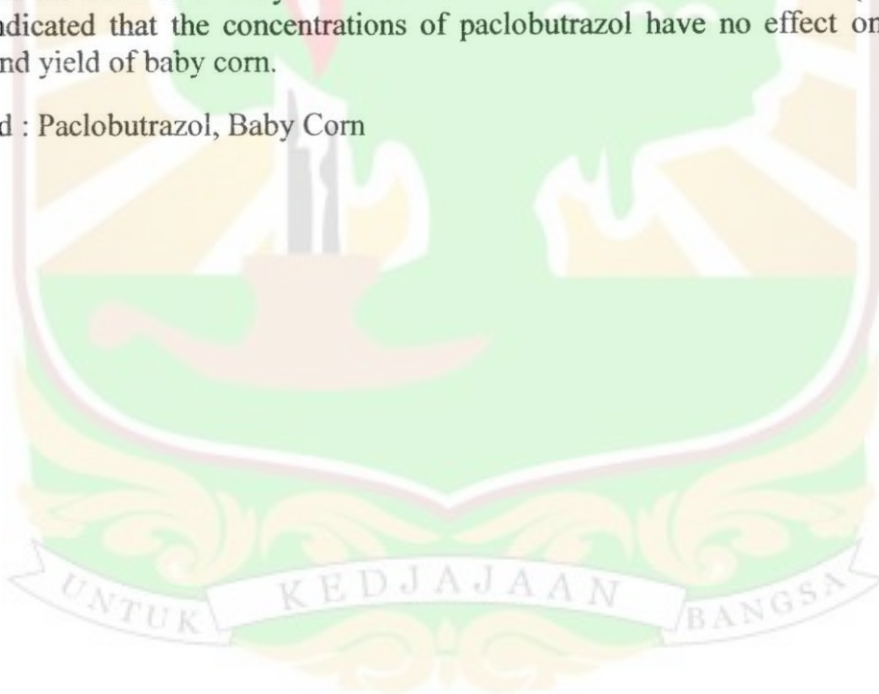 ndicated that the concentrations of paclobutrazol have no effect on
nd yield of baby corn.
d : Paclobutrazol, Baby Corn
UNTUK KEDJAJAAN BANGSA